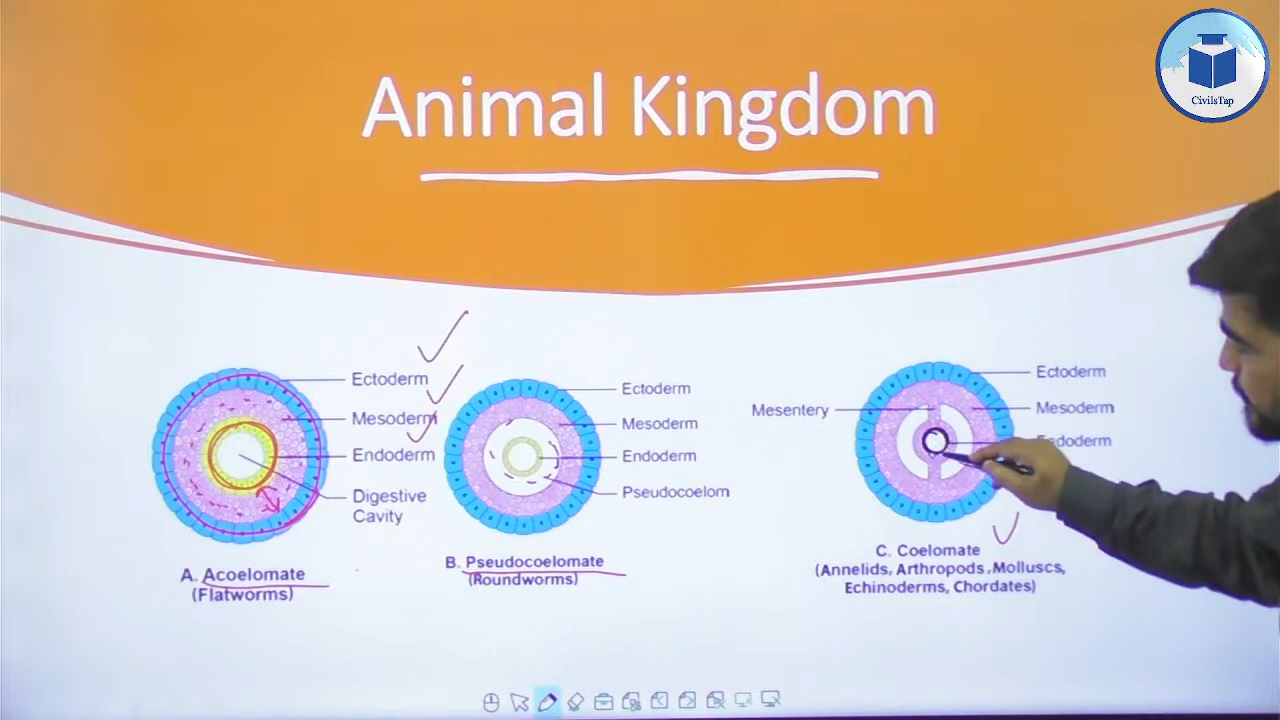 Animal Kingdom
CivilsTap
Ectoderm
Mesoderm
Endoderm
Digestive
Cavity
A. Acoelomate
(Flatworms)
Ectoderm
Mesoderm
Endoderm
Pseudocoelom
B. Pseudocoelomate
(Roundworms)
Mesentery
Ectoderm
Mesoderm
Endoderm
C. Coelomate
(Annelids, Arthropods, Molluscs,
Echinoderms, Chordates)